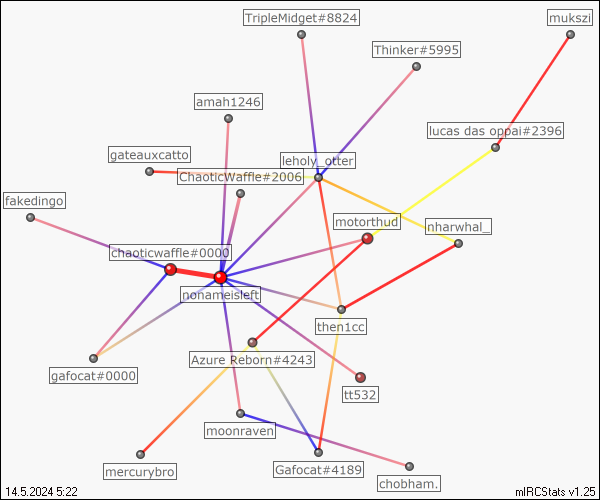 TripleMidget#8824
mukszi
Thinker#5995
amah1246
lucas das oppai#2396
gateauxcatto
leholy_otter
ChaoticWaffle#2006
fakedingo
motorthud
nharwhal_
chaoticwaffle#0000
nonameisleft
then1cc
Azure Reborn#4243
gafocat#0000
tt532
moonraven
mercurybro
Gafocat#4189
chobham.
14.5.2024 5:22
mIRCStats v1.25